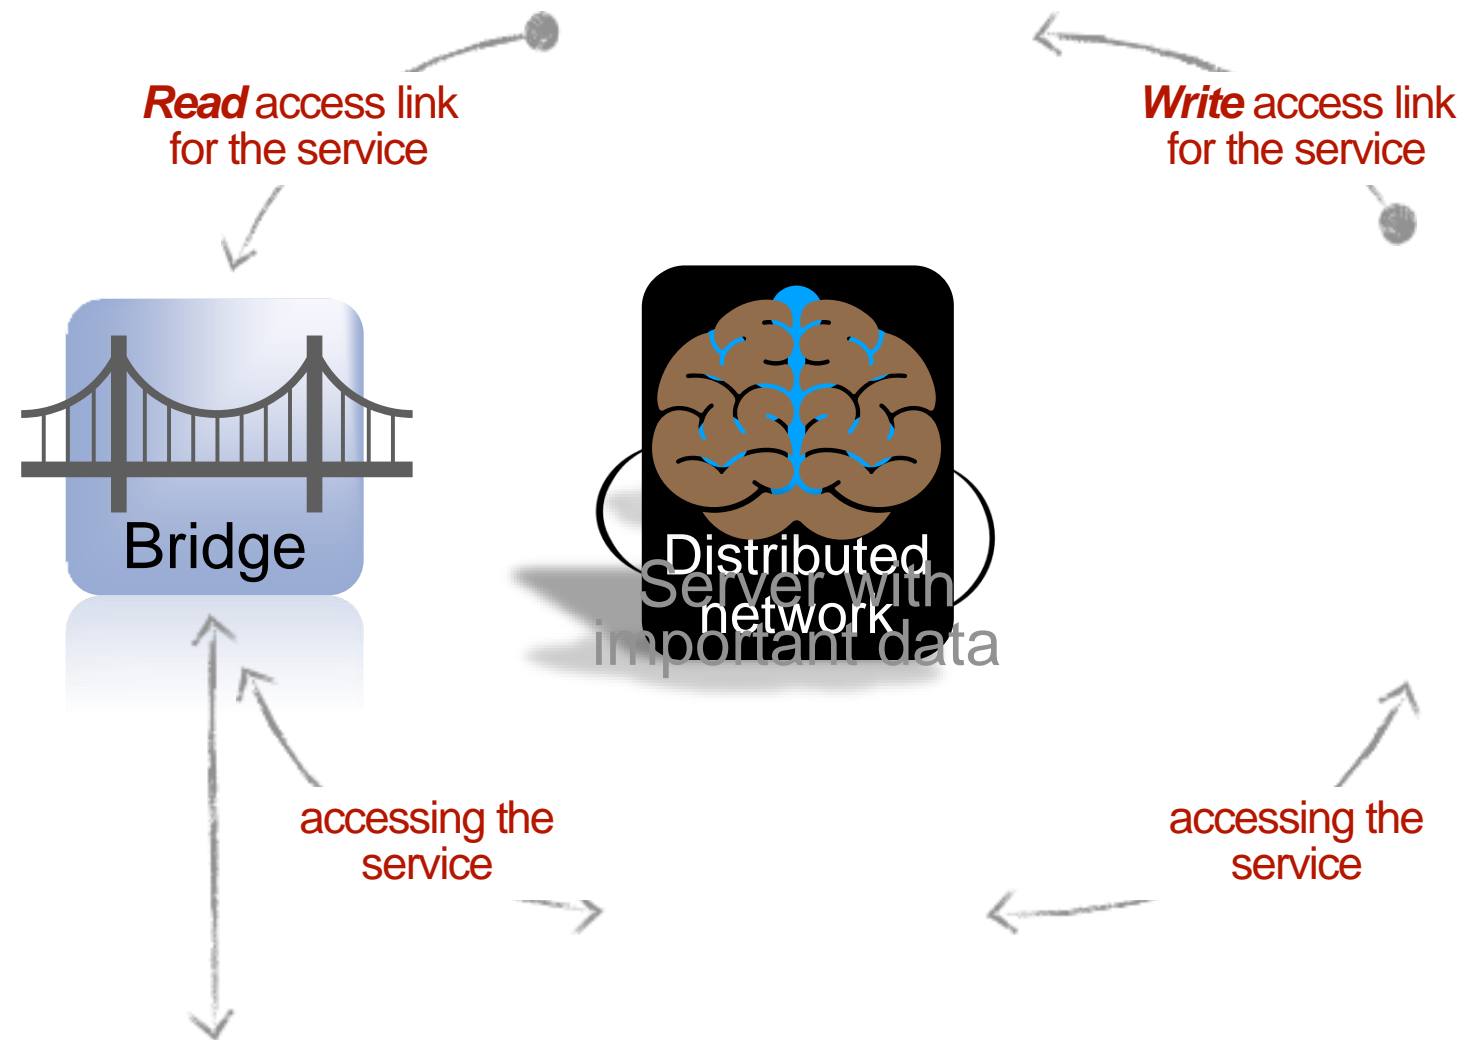 Read access link
for the service
Write access link
for the service
Bridge
Distributed
network
Server with
important data
accessing the
service
accessing the
service